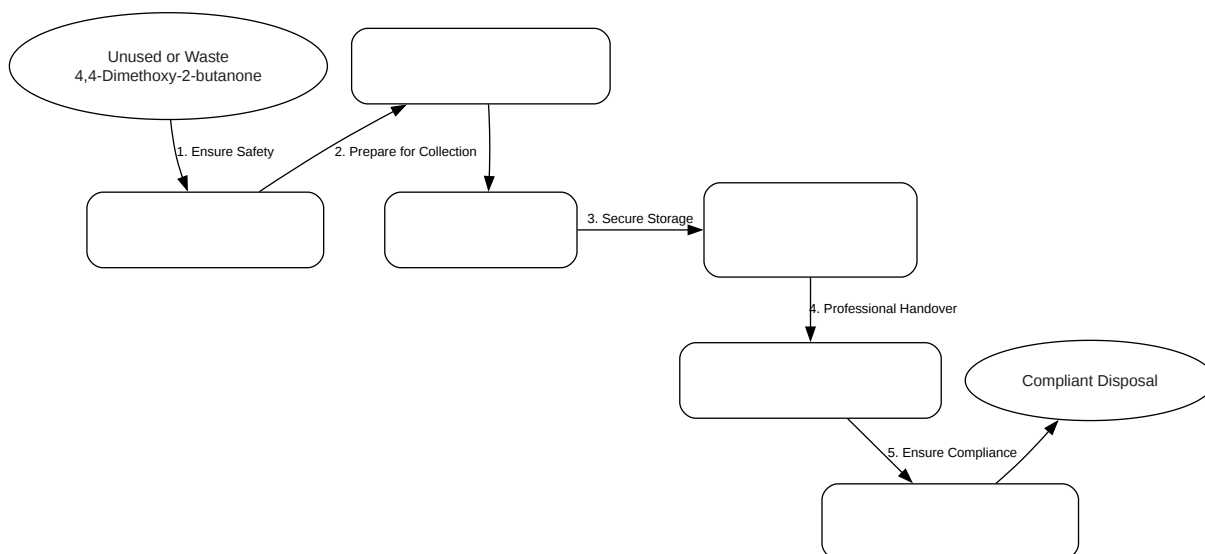 Unused or Waste
4,4-Dimethoxy-2-butanone
1. Ensure Safety
2. Prepare for Collection
3. Secure Storage
4. Professional Handover
Compliant Disposal
5. Ensure Compliance